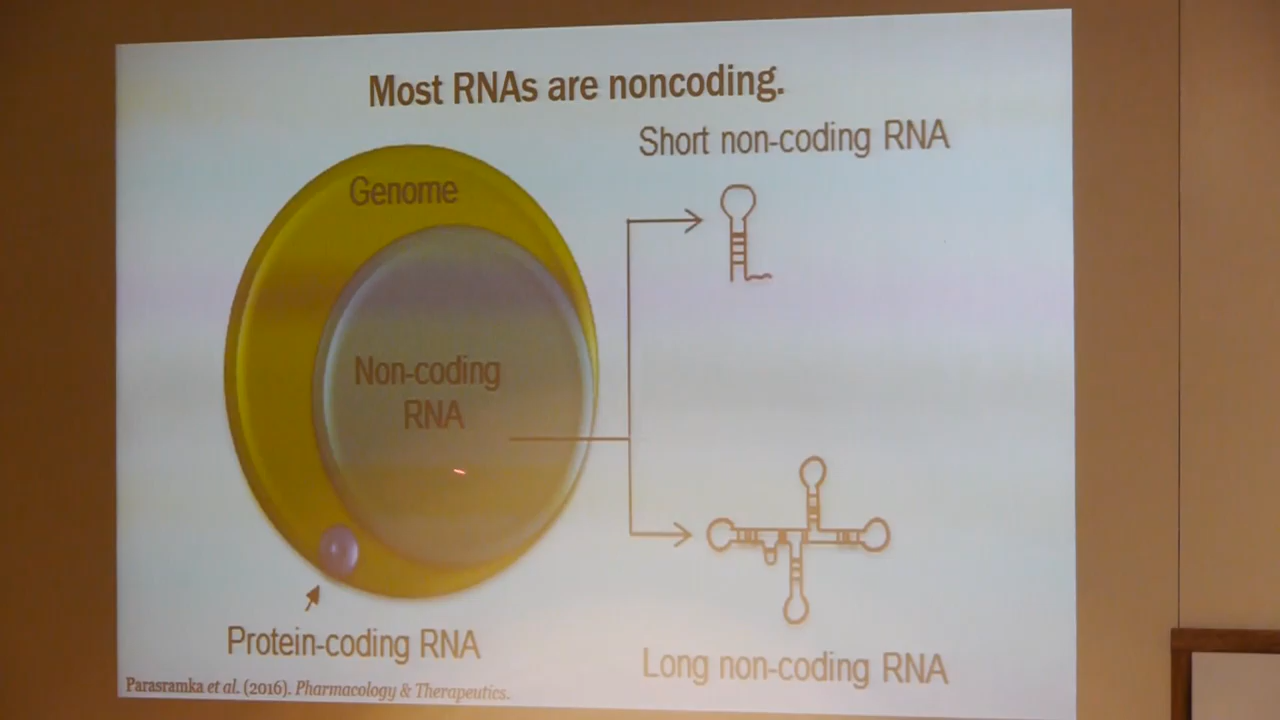 Most RNAs are noncoding.
Short non-coding RNA
Genome
Non-coding
RNA
Protein-coding RNA
Long non-coding RNA
Parasramka et al. (2016). Pharmacology & Therapeutics.